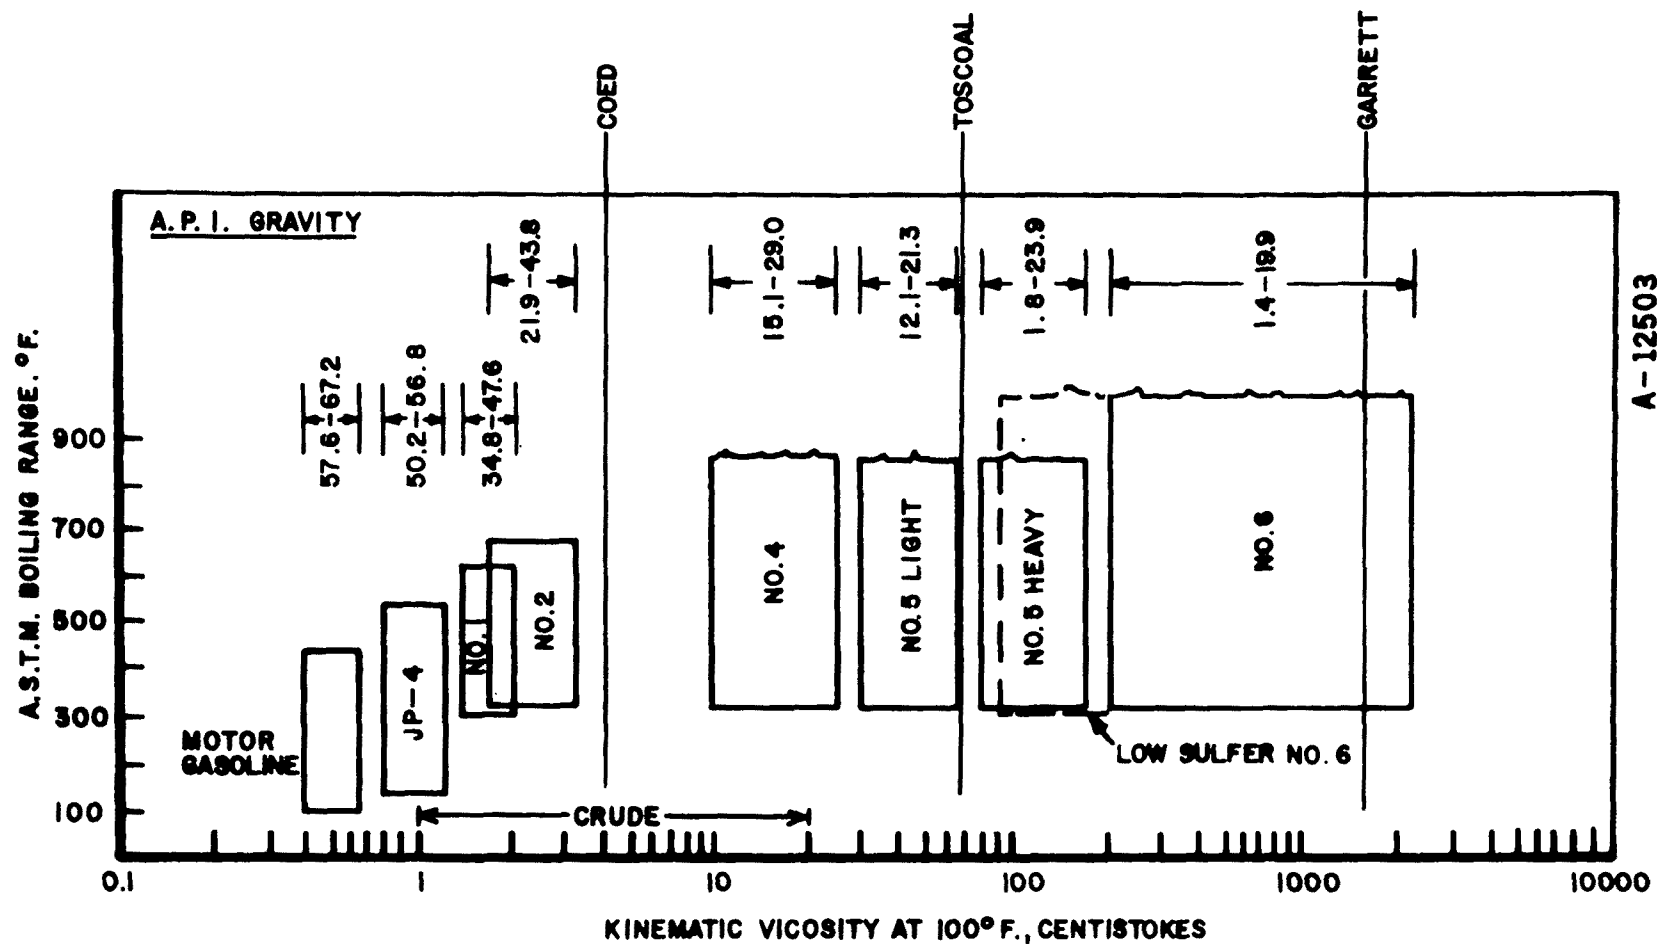 COED
TOSCOAL
GARRETT
A.P.I. GRAVITY
57.6-67.2
50.2-56.8
34.8-47.6
21.9-43.8
15.1-29.0
12.1-21.3
1.8-23.9
1.4-19.9
A-12503
A.S.T.M. BOILING RANGE. °F.
900
700
500
300
100
MOTOR
GASOLINE
JP-4
NO.
NO.2
NO.4
NO.5 LIGHT
NO.5 HEAVY
NO.6
LOW SULFER NO.6
CRUDE
0.1
1
10
100
1000
10000
KINEMATIC VICOSITY AT 100°F., CENTISTOKES